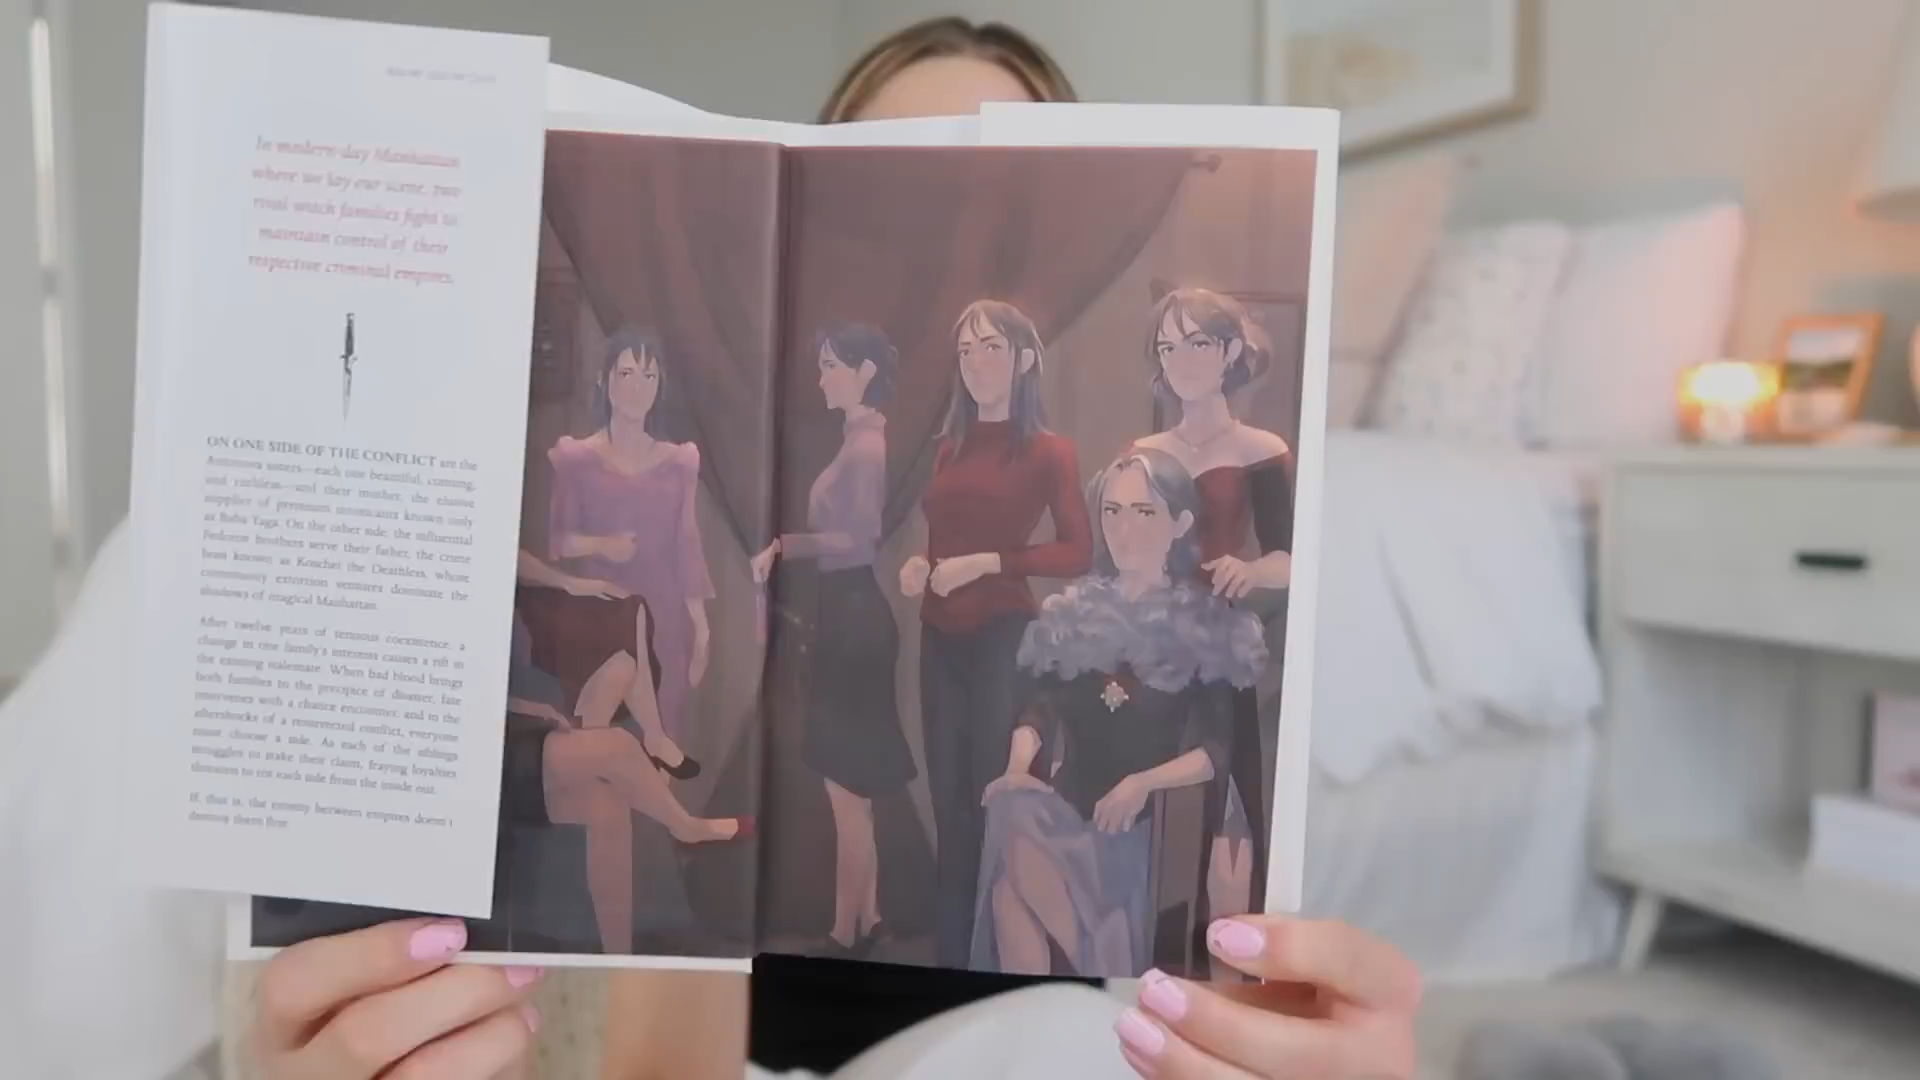 In modern-day Manhattan
where we lay our scene, two
rival witch families fight to
maintain control of their
respective criminal empires.
ON ONE SIDE OF THE CONFLICT are the
Antonova sisters—each one beautiful, cunning,
and ruthless—and their mother, the elusive
supplier of premium intoxicants known only
as Baba Yaga. On the other side, the influential
Fedorov brothers serve their father, the crime
boss known as Koschei the Deathless, whose
community extortion ventures dominate the
shadows of magical Manhattan.
After twelve years of tenuous coexistence, a
change in one family's interests causes a rift in
the existing stalemate. When bad blood brings
both families to the precipice of disaster, fate
intervenes with a chance encounter, and in the
aftershocks of a resurrected conflict, everyone
must choose a side. As each of the siblings
struggles to stake their claim, fraying loyalties
threaten to rot each side from the inside out.
If, that is, the enmity between empires doesn't
destroy them first.